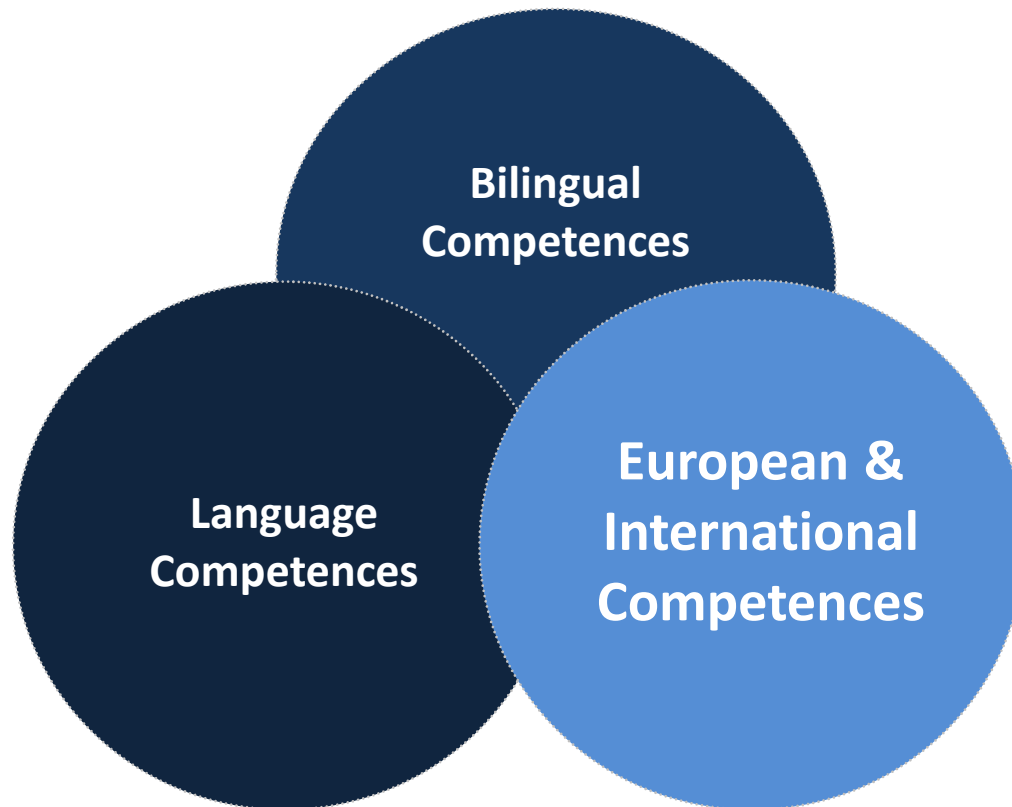 Bilingual
Competences
Language
Competences
European &
International
Competences